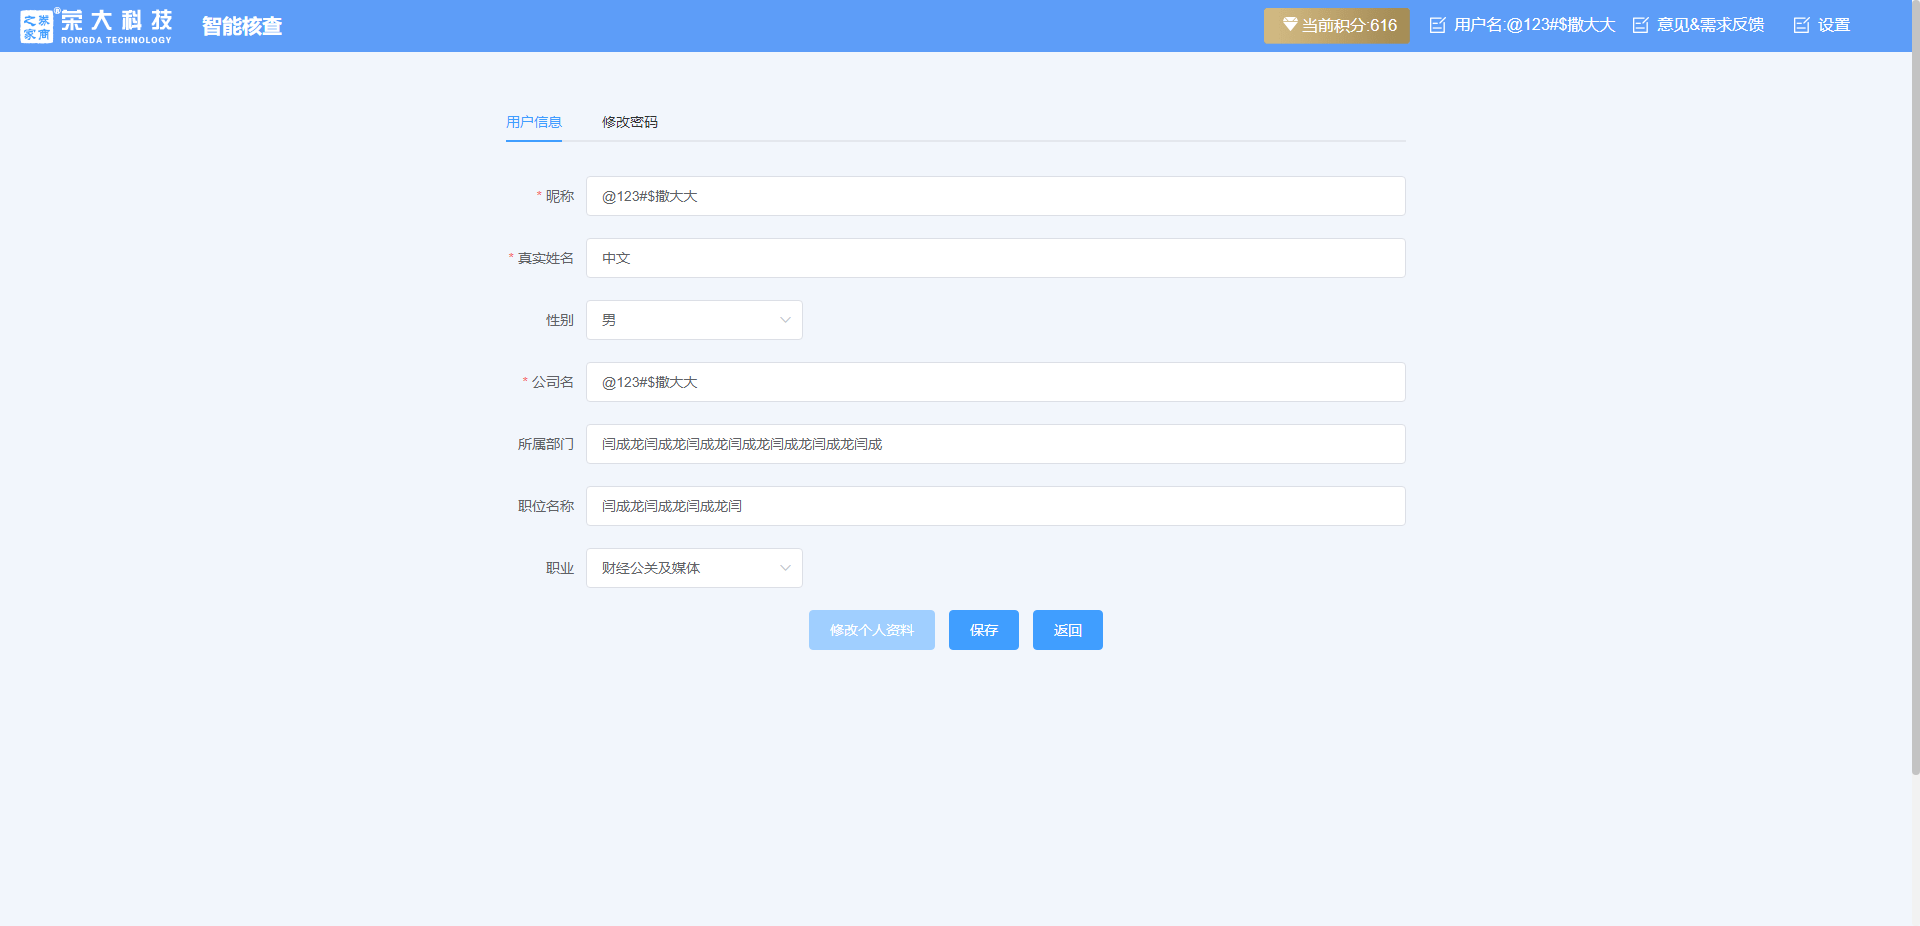 荣大科技
RONGDA TECHNOLOGY
智能核查
当前积分:616
用户名:@123#$撒大大
意见&需求反馈
设置
用户信息
修改密码
* 昵称
@123#$撒大大
* 真实姓名
中文
性别
男
* 公司名
@123#$撒大大
所属部门
闫成龙闫成龙闫成龙闫成龙闫成龙闫成龙闫成
职位名称
闫成龙闫成龙闫成龙闫
职业
财经公关及媒体
修改个人资料
保存
返回